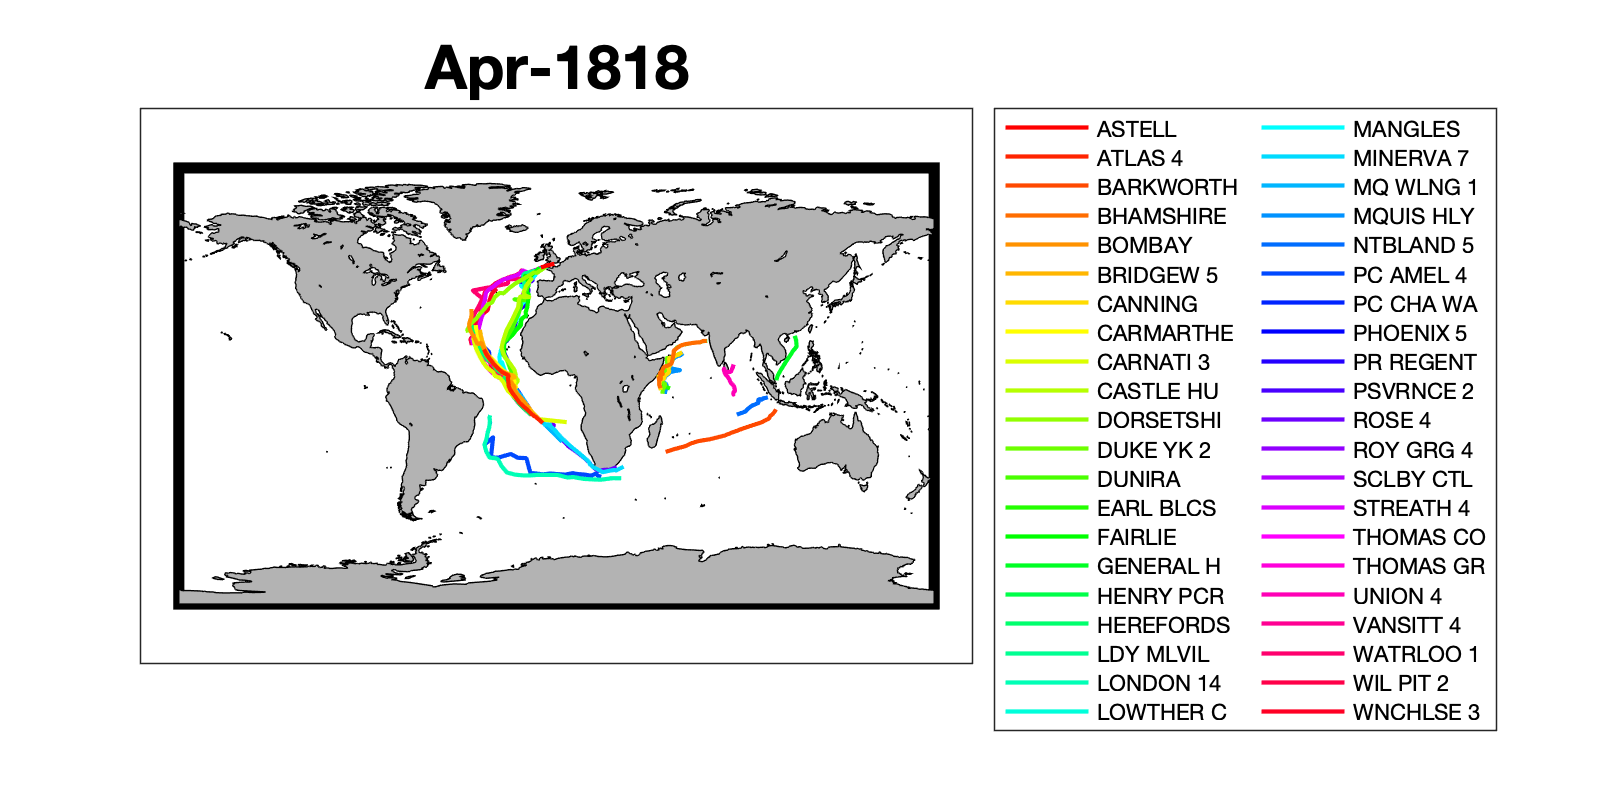 Apr-1818
ASTELL
ATLAS 4
BARKWORTH
BHAMSHIRE
BOMBAY
BRIDGEW 5
CANNING
CARMARTHE
CARNATI 3
CASTLE HU
DORSETSHI
DUKE YK 2
DUNIRA
EARL BLCS
FAIRLIE
GENERAL H
HENRY PCR
HEREFORDS
LDY MLVIL
LONDON 14
LOWTHER C
MANGLES
MINERVA 7
MQ WLNG 1
MQUIS HLY
NTBLAND 5
PC AMEL 4
PC CHA WA
PHOENIX 5
PR REGENT
PSVRNCE 2
ROSE 4
ROY GRG 4
SCLBY CTL
STREATH 4
THOMAS CO
THOMAS GR
UNION 4
VANSITT 4
WATRLOO 1
WIL PIT 2
WNCHLSE 3